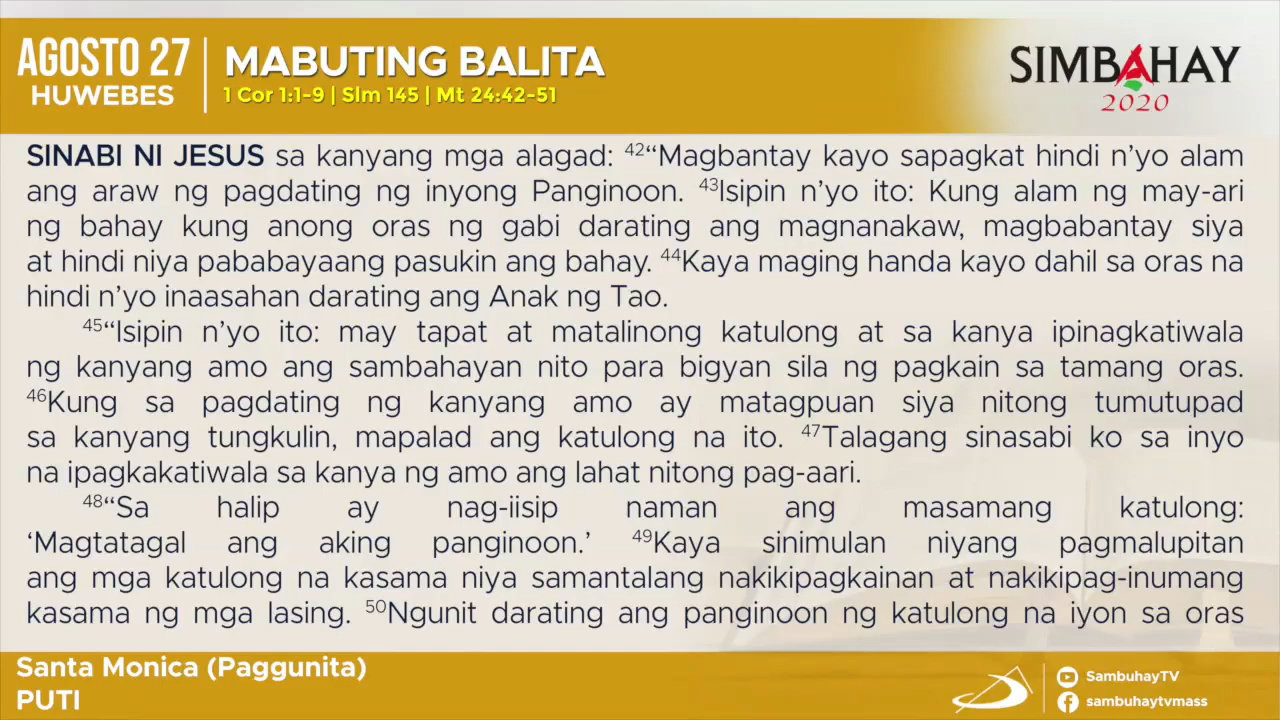 AGOSTO 27
HUWEBES
MABUTING BALITA
1 Cor 1:1-9 | Slm 145 | Mt 24:42-51
SIMBAHAY
2020
SINABI NI JESUS sa kanyang mga alagad: 42“Magbantay kayo sapagkat hindi n’yo alam
ang araw ng pagdating ng inyong Panginoon. 43Isipin n’yo ito: Kung alam ng may-ari
ng bahay kung anong oras ng gabi darating ang magnanakaw, magbabantay siya
at hindi niya pababayaang pasukin ang bahay. 44Kaya maging handa kayo dahil sa oras na
hindi n’yo inaasahan darating ang Anak ng Tao.
45“Isipin n’yo ito: may tapat at matalinong katulong at sa kanya ipinagkatiwala
ng kanyang amo ang sambahayan nito para bigyan sila ng pagkain sa tamang oras.
46Kung sa pagdating ng kanyang amo ay matagpuan siya nitong tumutupad
sa kanyang tungkulin, mapalad ang katulong na ito. 47Talagang sinasabi ko sa inyo
na ipagkakatiwala sa kanya ng amo ang lahat nitong pag-aari.
48“Sa halip ay nag-iisip naman ang masamang katulong:
‘Magtatagal ang aking panginoon.’ 49Kaya sinimulan niyang pagmalupitan
ang mga katulong na kasama niya samantalang nakikipagkainan at nakikipag-inumang
kasama ng mga lasing. 50Ngunit darating ang panginoon ng katulong na iyon sa oras
Santa Monica (Paggunita)
PUTI
SambuhayTV
sambuhaytvmass